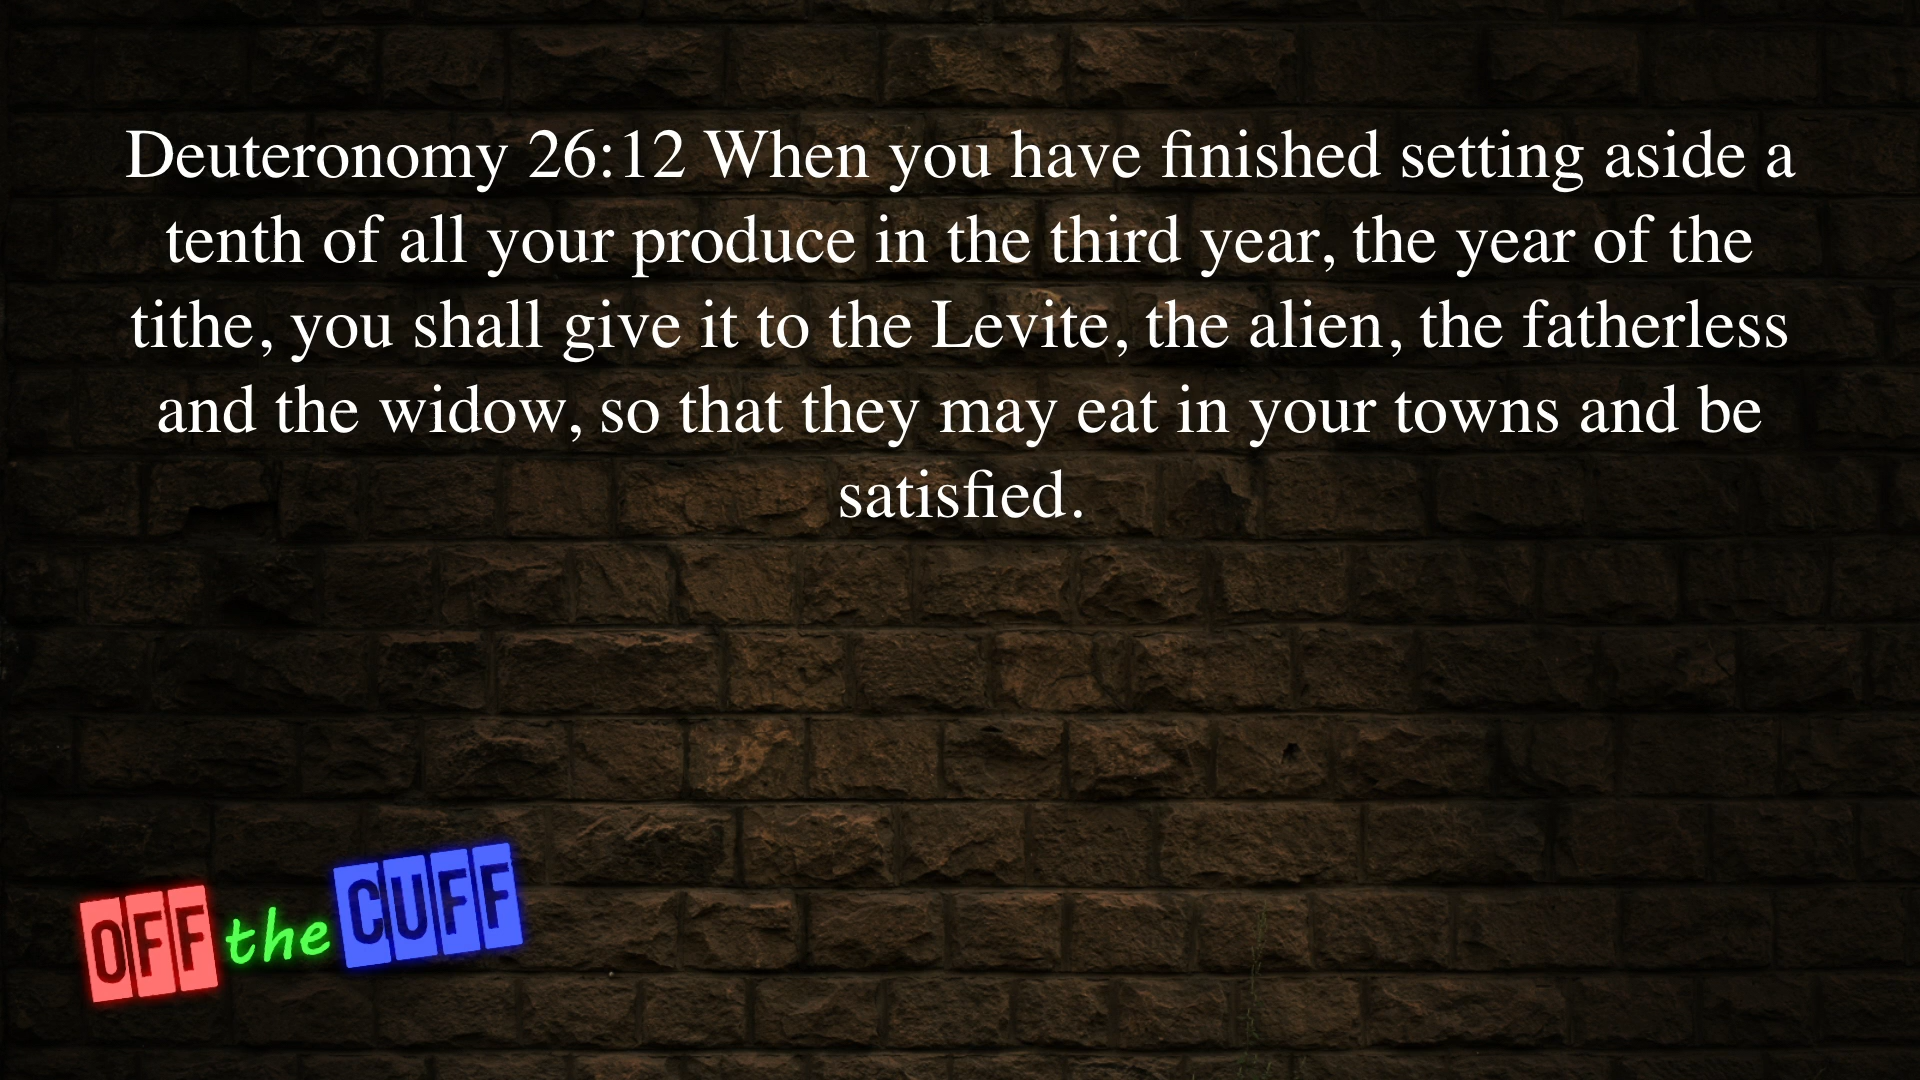 Deuteronomy 26:12 When you have finished setting aside a
tenth of all your produce in the third year, the year of the
tithe, you shall give it to the Levite, the alien, the fatherless
and the widow, so that they may eat in your towns and be
satisfied.
OFF the CUFF